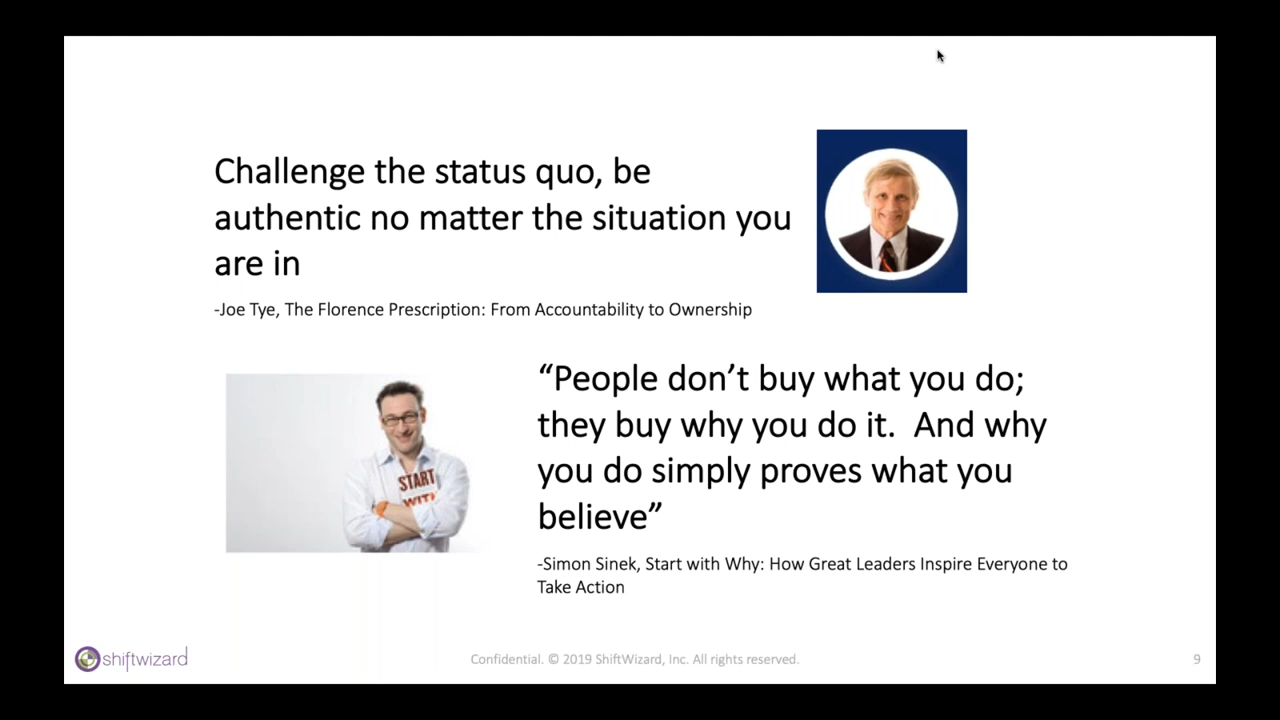 Challenge the status quo, be
authentic no matter the situation you
are in
-Joe Tye, The Florence Prescription: From Accountability to Ownership
“People don’t buy what you do;
they buy why you do it.  And why
you do simply proves what you
believe”
-Simon Sinek, Start with Why: How Great Leaders Inspire Everyone to
Take Action
START
WITH
shiftwizard
Confidential. © 2019 ShiftWizard, Inc. All rights reserved.
9